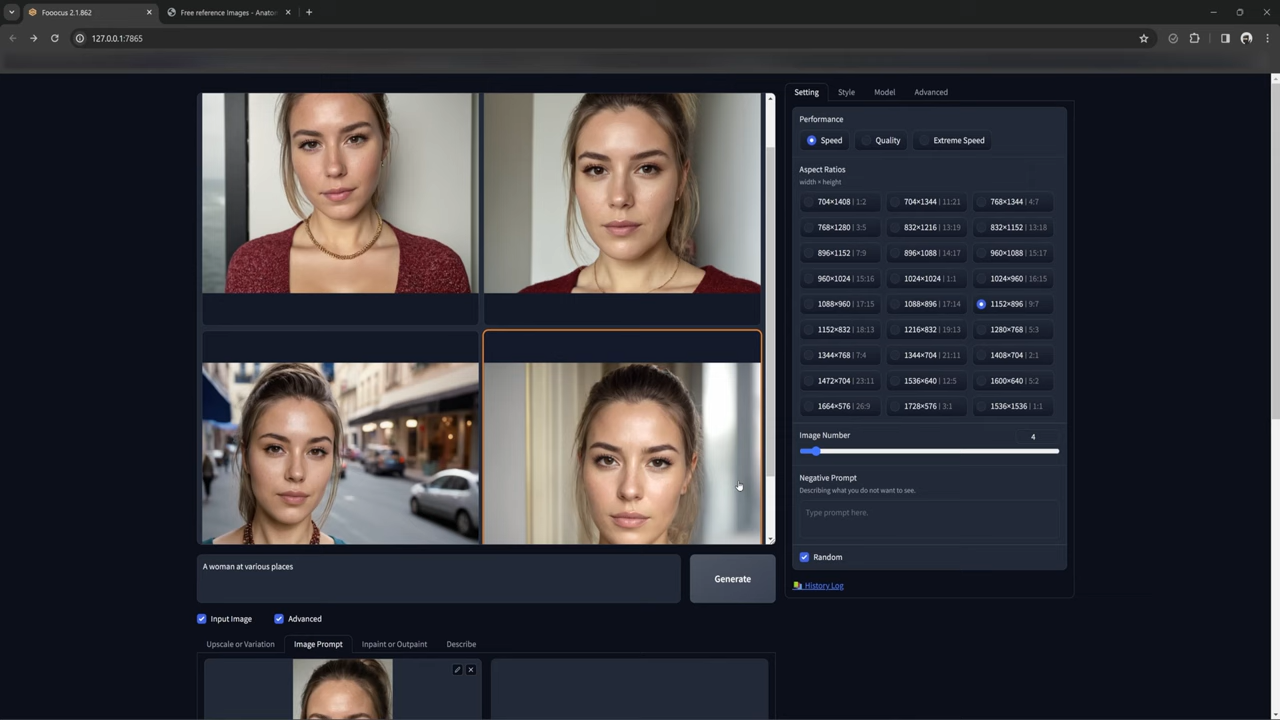 Fooocus 2.1.862
Free reference Images - Anator
127.0.0.1:7865
Setting
Style
Model
Advanced
Performance
Speed
Quality
Extreme Speed
Aspect Ratios
width × height
704×1408 | 1:2
704×1344 | 11:21
768×1344 | 4:7
768×1280 | 3:5
832×1216 | 13:19
832×1152 | 13:18
896×1152 | 7:9
896×1088 | 14:17
960×1088 | 15:17
960×1024 | 15:16
1024×1024 | 1:1
1024×960 | 16:15
1088×960 | 17:15
1088×896 | 17:14
1152×896 | 9:7
1152×832 | 18:13
1216×832 | 19:13
1280×768 | 5:3
1344×768 | 7:4
1344×704 | 21:11
1408×704 | 2:1
1472×704 | 23:11
1536×640 | 12:5
1600×640 | 5:2
1664×576 | 26:9
1728×576 | 3:1
1536×1536 | 1:1
Image Number
4
Negative Prompt
Describing what you do not want to see.
Type prompt here.
Random
History Log
A woman at various places
Generate
Input Image
Advanced
Upscale or Variation
Image Prompt
Inpaint or Outpaint
Describe